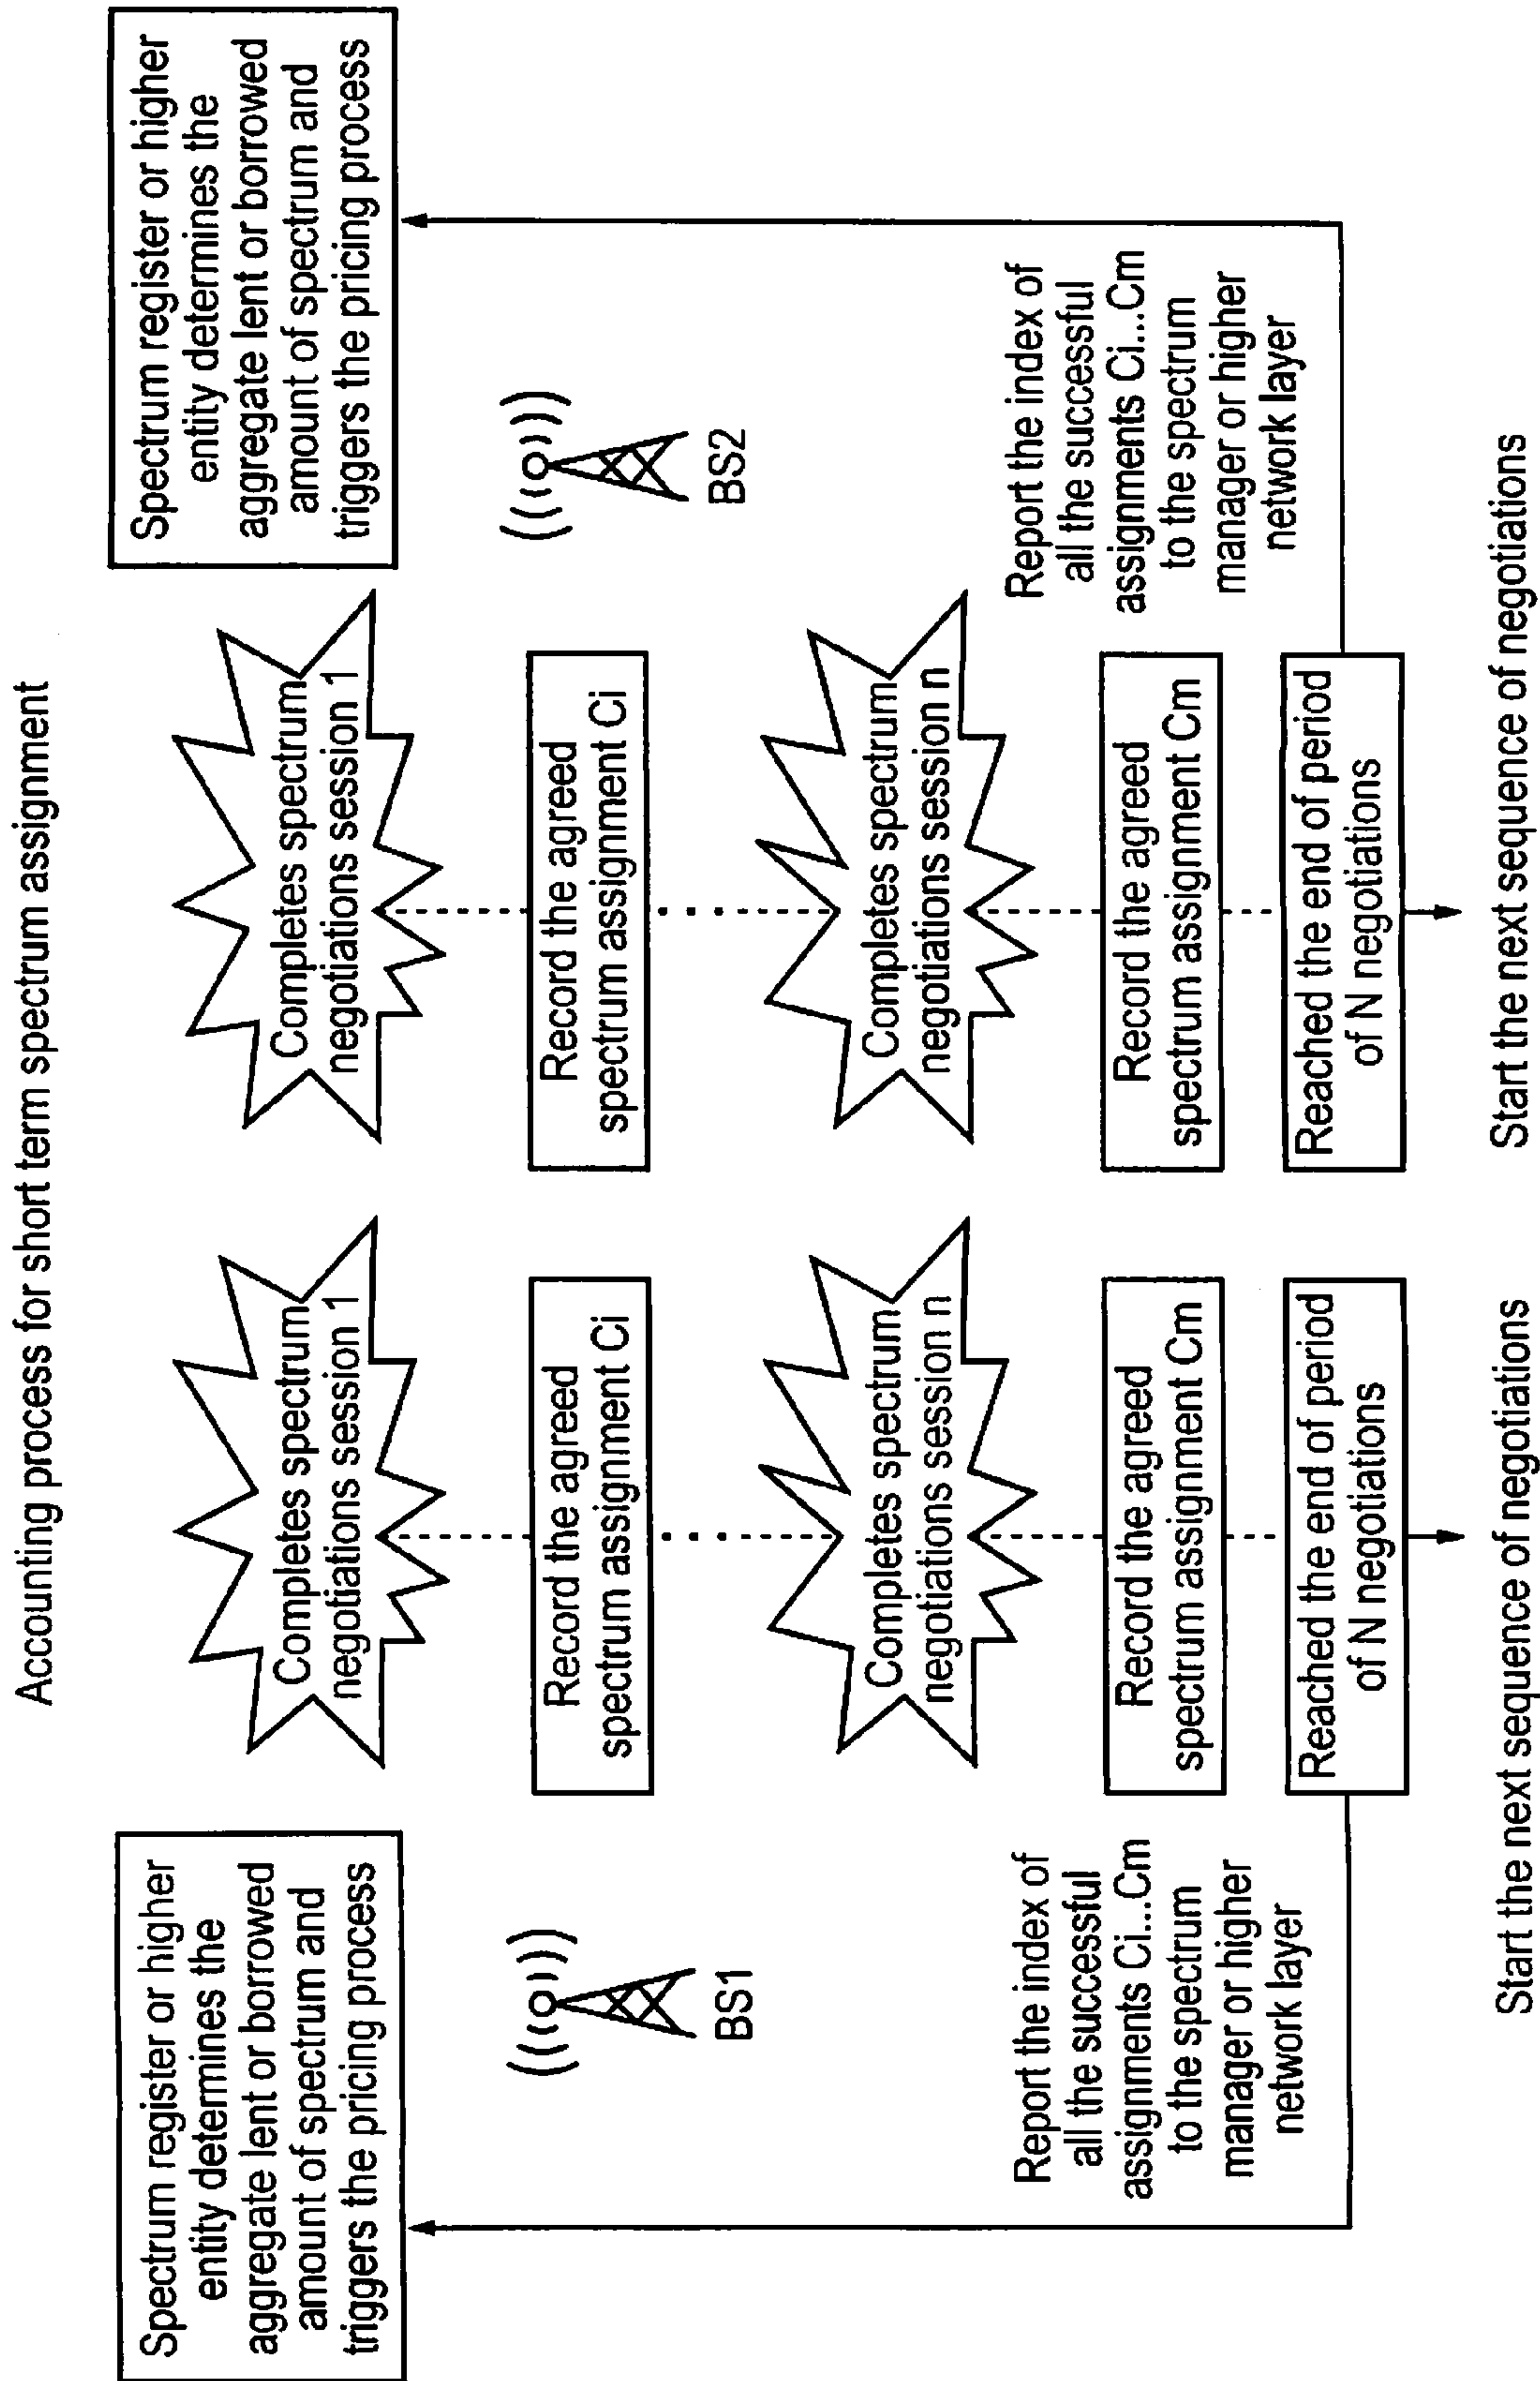 Accounting process for short term spectrum assignment
Spectrum register or higher
entity determines the
aggregate lent or borrowed
amount of spectrum and
triggers the pricing process
BS1
Report the index of
all the successful
assignments Ci...Cm
to the spectrum
manager or higher
network layer
Completes spectrum
negotiations session 1
Record the agreed
spectrum assignment Ci
Completes spectrum
negotiations session n
Record the agreed
spectrum assignment Cm
Reached the end of period
of N negotiations
Start the next sequence of negotiations
Completes spectrum
negotiations session 1
Record the agreed
spectrum assignment Ci
Completes spectrum
negotiations session n
Record the agreed
spectrum assignment Cm
Reached the end of period
of N negotiations
Start the next sequence of negotiations
Spectrum register or higher
entity determines the
aggregate lent or borrowed
amount of spectrum and
triggers the pricing process
BS2
Report the index of
all the successful
assignments Ci...Cm
to the spectrum
manager or higher
network layer